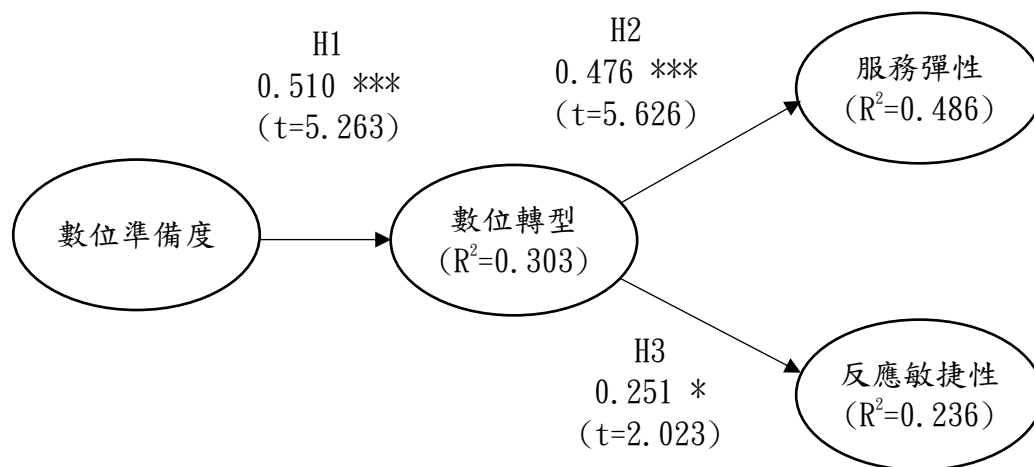 H1
0.510 ***
(t=5.263)
H2
0.476 ***
(t=5.626)
服務彈性
(R²=0.486)
數位準備度
數位轉型
(R²=0.303)
H3
0.251 *
(t=2.023)
反應敏捷性
(R²=0.236)